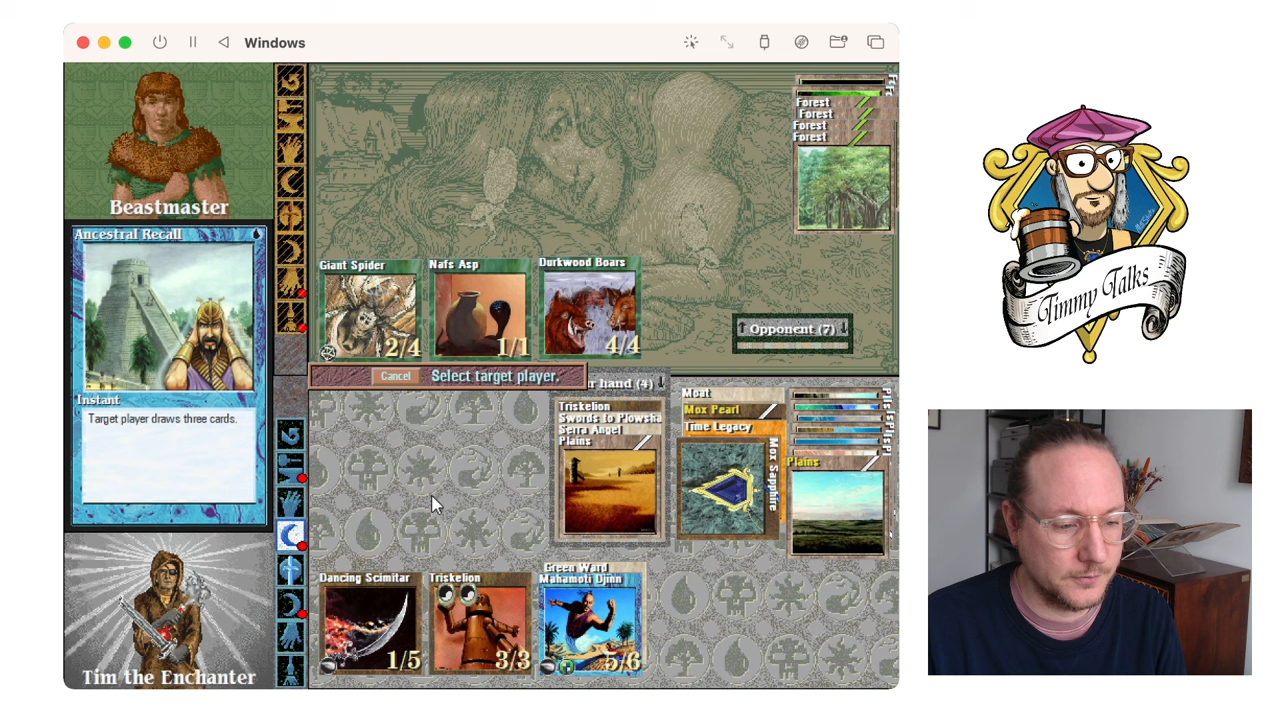 Windows
Beastmaster
Ancestral Recall
Instant
Target player draws three cards.
Tim the Enchanter
Forest
Forest
Forest
Forest
Giant Spider
2/4
Nafs Asp
1/1
Durkwood Boars
4/4
Opponent (7)
Cancel
Select target player.
r hand (4)
Triskelion
Swords to Plowsha
Serra Angel
Plains
Moat
Mox Pearl
Time Legacy
Mox Sapphire
Plains
Dancing Scimitar
1/5
Triskelion
3/3
Green Ward
Mahamoti Djinn
5/6
Timmy Talks